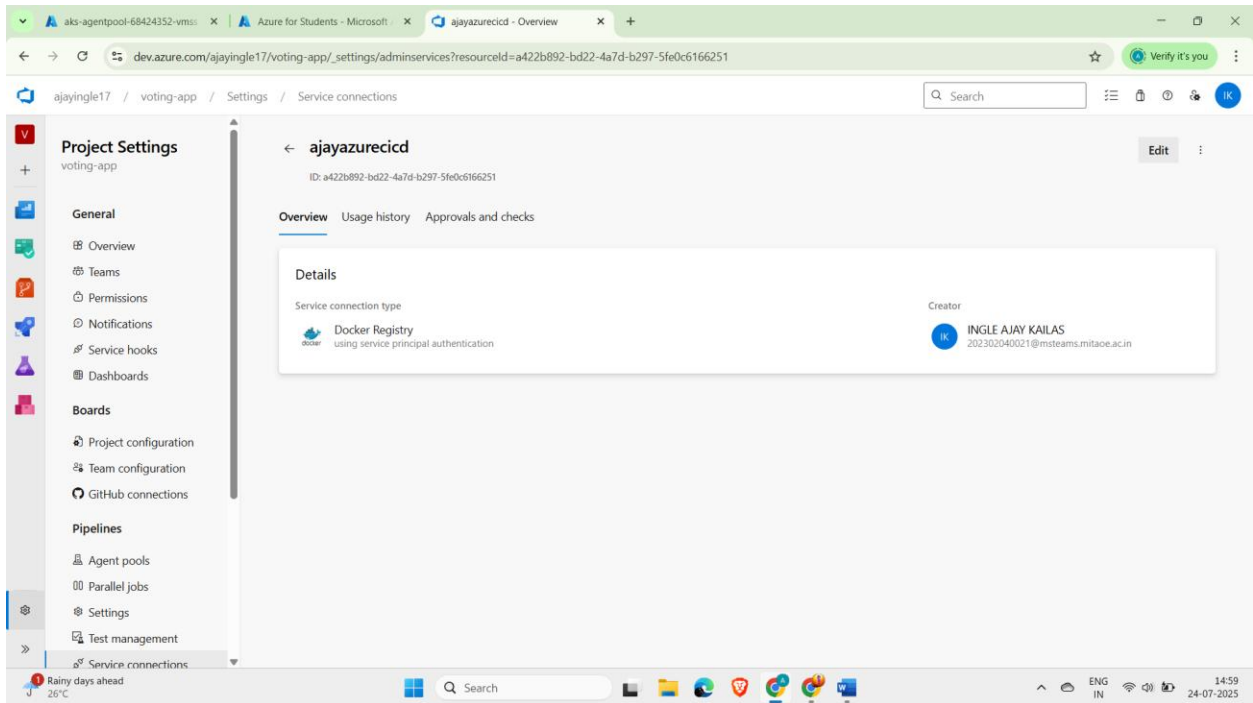 aks-agentpool-68424352-vmss
Azure for Students - Microsoft
ajayazurecicd - Overview
dev.azure.com/ajayingle17/voting-app/_settings/adminservices?resourceId=a422b892-bd22-4a7d-b297-5fe0c6166251
Verify it's you
ajayingle17 / voting-app / Settings / Service connections
Search
IK
V
Project Settings
voting-app
General
Overview
Teams
Permissions
Notifications
Service hooks
Dashboards
Boards
Project configuration
Team configuration
GitHub connections
Pipelines
Agent pools
Parallel jobs
Settings
Test management
Service connections
ajayazurecicd
Edit
ID: a422b892-bd22-4a7d-b297-5fe0c6166251
Overview Usage history Approvals and checks
Details
Service connection type
docker
Docker Registry
using service principal authentication
Creator
IK
INGLE AJAY KAILAS
202302040021@msteams.mitaoe.ac.in
1
Rainy days ahead
26°C
Search
ENG
IN
14:59
24-07-2025